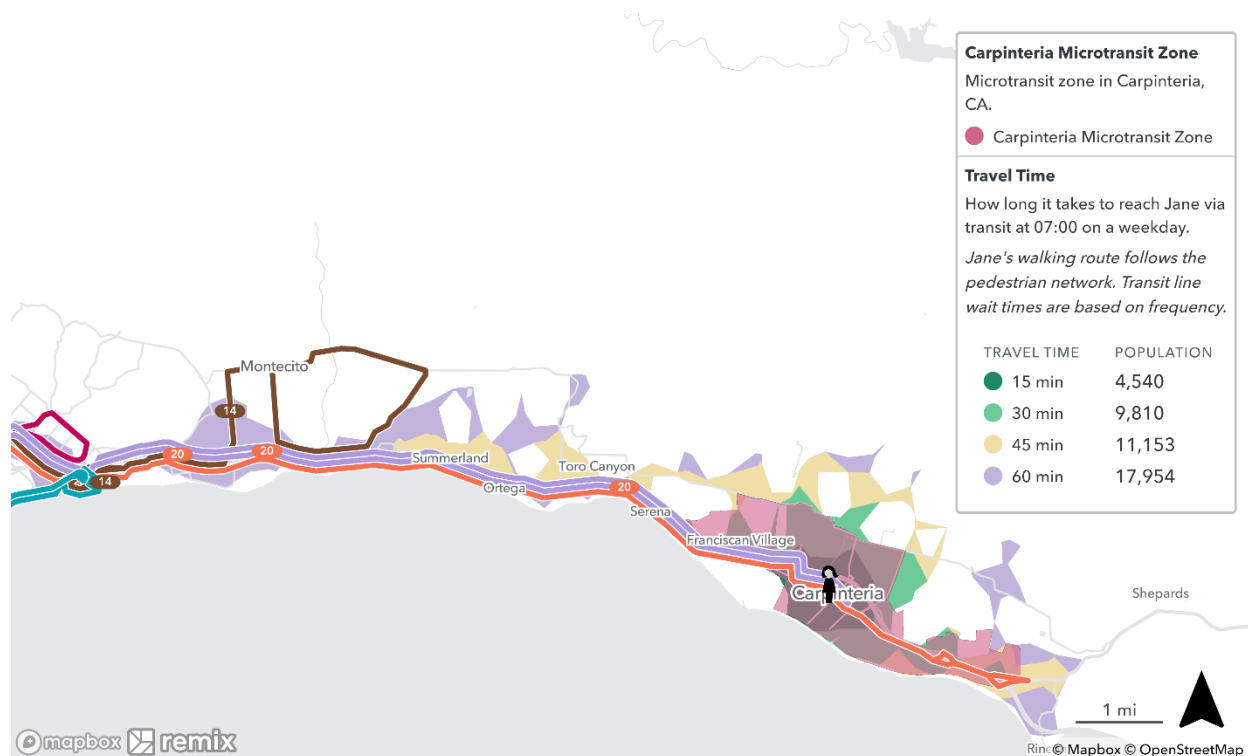 Carpinteria Microtransit Zone
Microtransit zone in Carpinteria,
CA.
Carpinteria Microtransit Zone
Travel Time
How long it takes to reach Jane via
transit at 07:00 on a weekday.
Jane's walking route follows the
pedestrian network. Transit line
wait times are based on frequency.
TRAVEL TIME POPULATION
15 min 4,540
30 min 9,810
45 min 11,153
60 min 17,954
Montecito
14
20
20
Summerland
Toro Canyon
14
Ortega
20
Serena
Franciscan Village
Carpinteria
Shepards
1 mi
mapbox remix
© Mapbox © OpenStreetMap